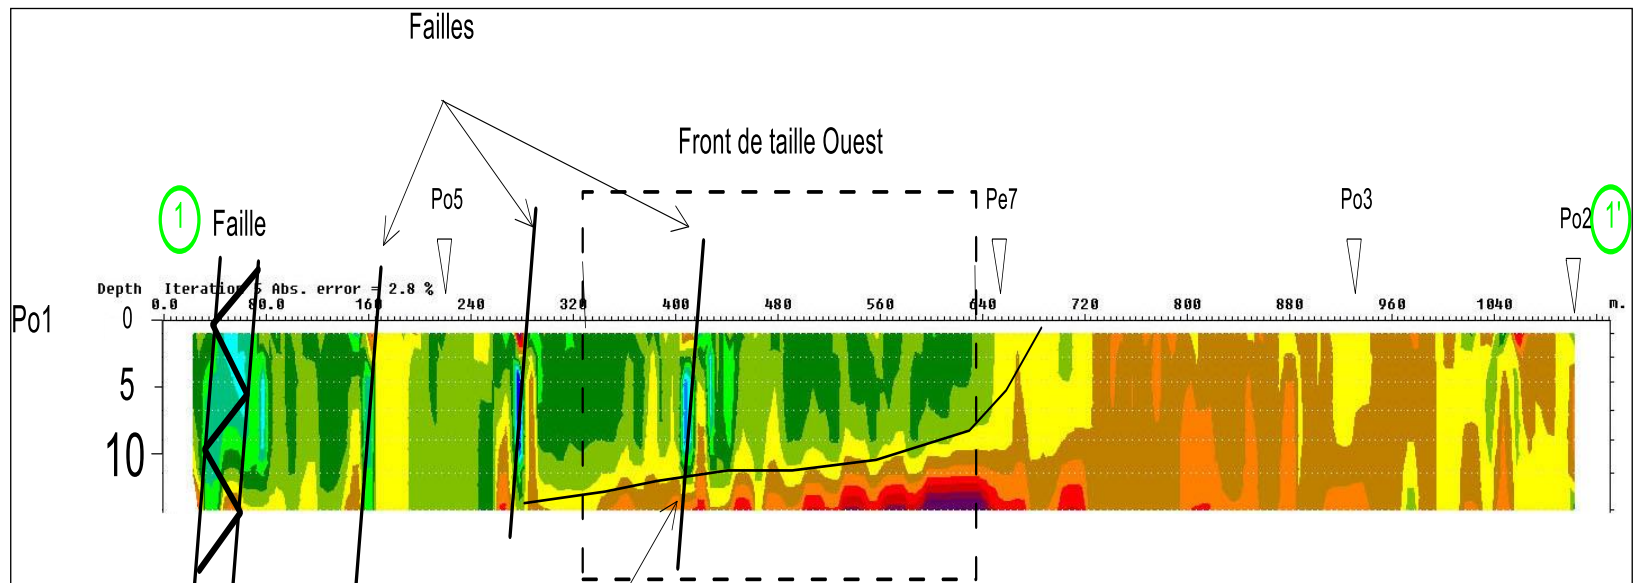 Failles
Front de taille Ouest
1 Faille Po5 Pe7 Po3 Po2 1'
Depth Iteration 5 Abs. error = 2.8 %
0.0 80.0 160 240 320 400 480 560 640 720 800 880 960 1040 m.
Po1 0
5
10